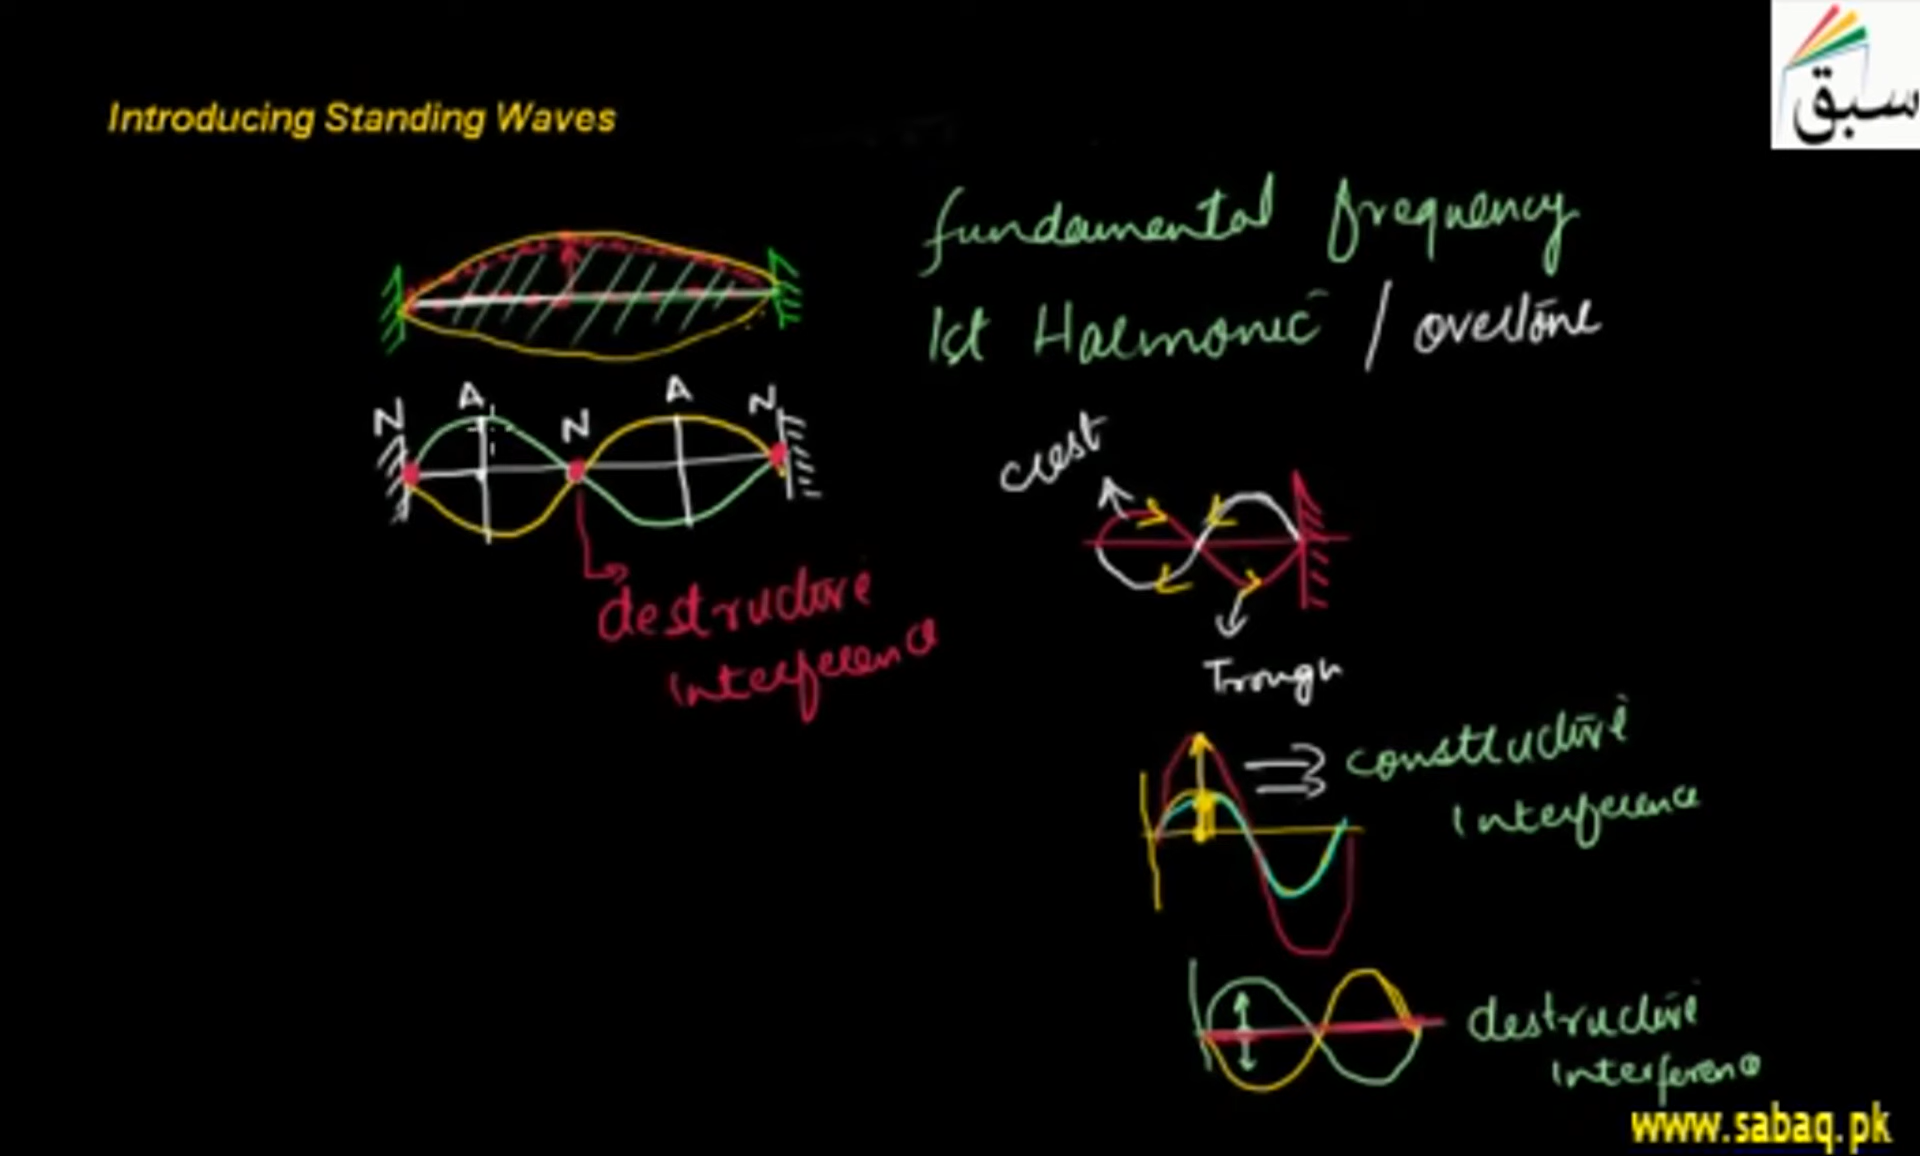 سبق
Introducing Standing Waves
fundamental frequency
1st Harmonic / overtone
N A N A N
crest
destructive
interference
Trough
constructive
interference
destructive
interference
www.sabaq.pk